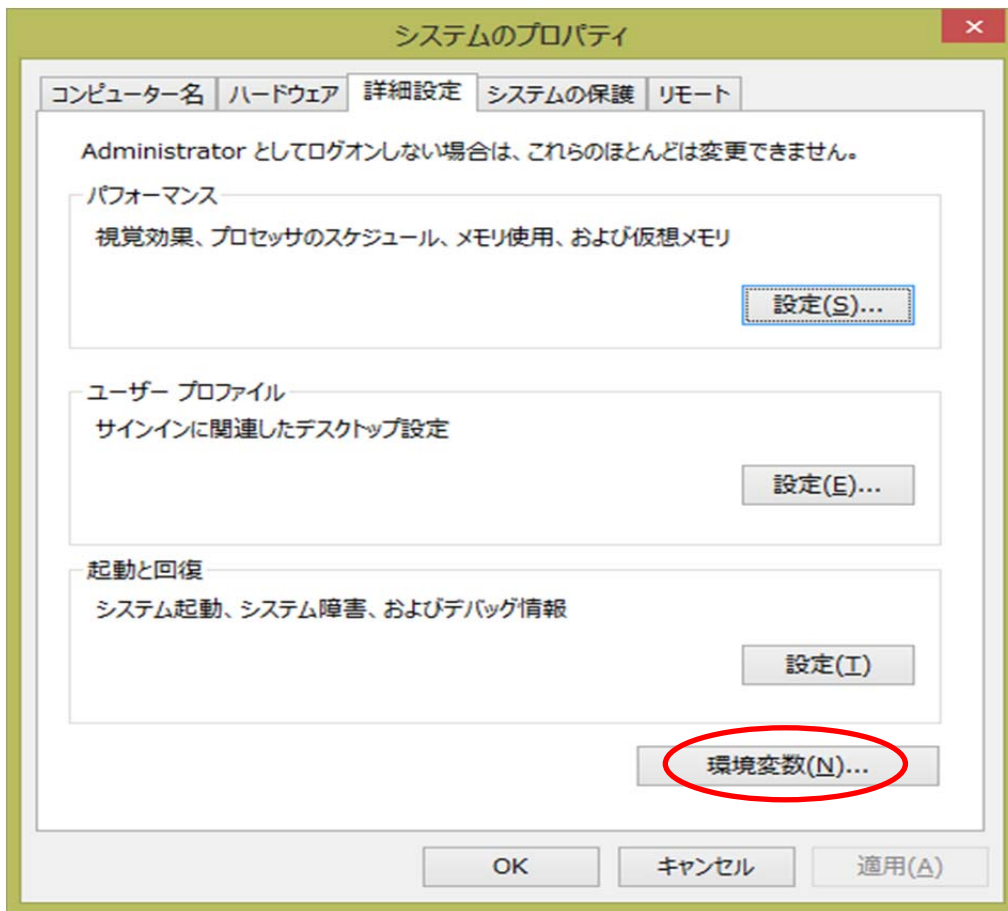 システムのプロパティ
コンピューター名 ハードウェア 詳細設定 システムの保護 リモート
Administrator としてログオンしない場合は、これらのほとんどは変更できません。
パフォーマンス
視覚効果、プロセッサのスケジュール、メモリ使用、および仮想メモリ
設定(S)...
ユーザー プロファイル
サインインに関連したデスクトップ設定
設定(E)...
起動と回復
システム起動、システム障害、およびデバッグ情報
設定(T)
環境変数(N)...
OK キャンセル 適用(A)